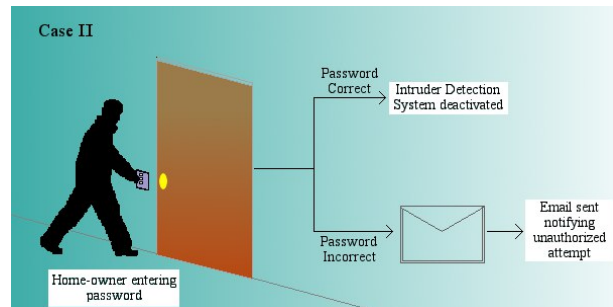 Case II
Password
Correct
Intruder Detection
System deactivated
Password
Incorrect
Email sent
notifying
unauthorized
attempt
Home-owner entering
password